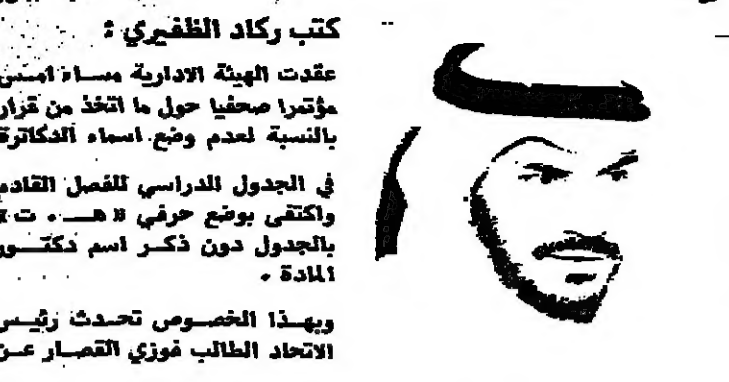 كتب ركاد الظفيري :
عقدت الهيئة الادارية مساء امس
مؤتمرا صحفيا حول ما اتخذ من قرار
بالنسبة لعدم وضع اسماء الدكاترة
في الجدول الدراسي للفصل القادم
واكتفى بوضع حرفي « هـ . ت »
بالجدول دون ذكر اسم دكتور
المادة .
وبهذا الخصوص تحدث رئيس
الاتحاد الطالب فوزي القصار عن